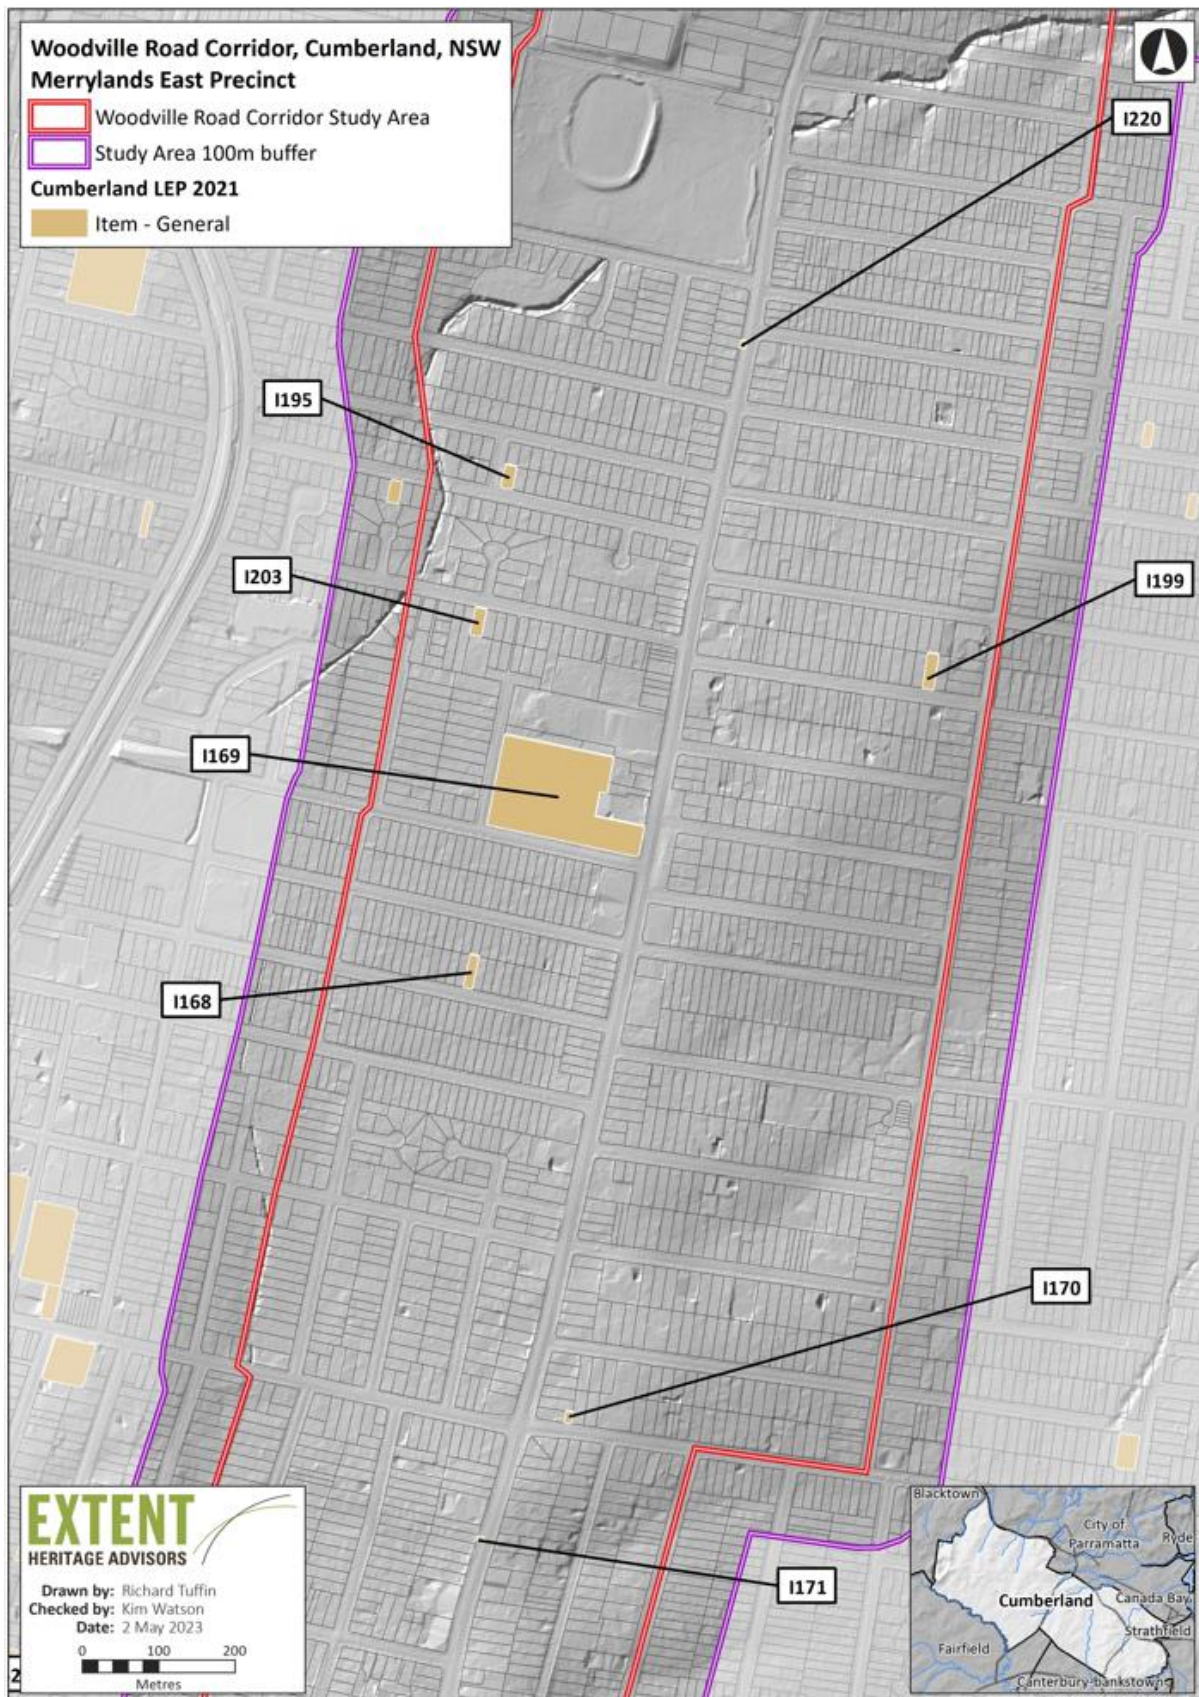 Woodville Road Corridor, Cumberland, NSW
Merrylands East Precinct
Woodville Road Corridor Study Area
Study Area 100m buffer
Cumberland LEP 2021
Item - General
I220
I195
I203
I199
I169
I168
I170
I171
EXTENT
HERITAGE ADVISORS
Drawn by: Richard Tuffin
Checked by: Kim Watson
Date: 2 May 2023
0 100 200
Metres
2
Blacktown
City of
Parramatta
Ryde
Cumberland
Canada Bay
Strathfield
Fairfield
Canterbury-bankstown